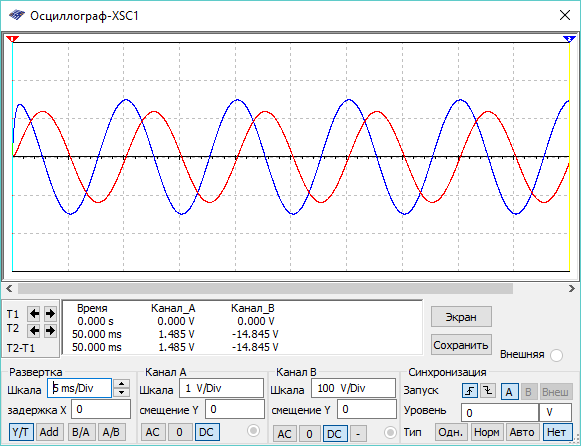 Осциллограф-XSC1
1
2
T1
T2
T2-T1
Время Канал_A Канал_B
0.000 s 0.000 V 0.000 V
50.000 ms 1.485 V -14.845 V
50.000 ms 1.485 V -14.845 V
Экран
Сохранить
Внешняя
Развертка
Шкала 5 ms/Div
задержка X 0
Y/T Add B/A A/B
Канал A
Шкала 1 V/Div
смещение Y 0
AC 0 DC
Канал B
Шкала 100 V/Div
смещение Y 0
AC 0 DC -
Синхронизация
Запуск A B Внеш
Уровень 0 V
Тип Одн. Норм Авто Нет